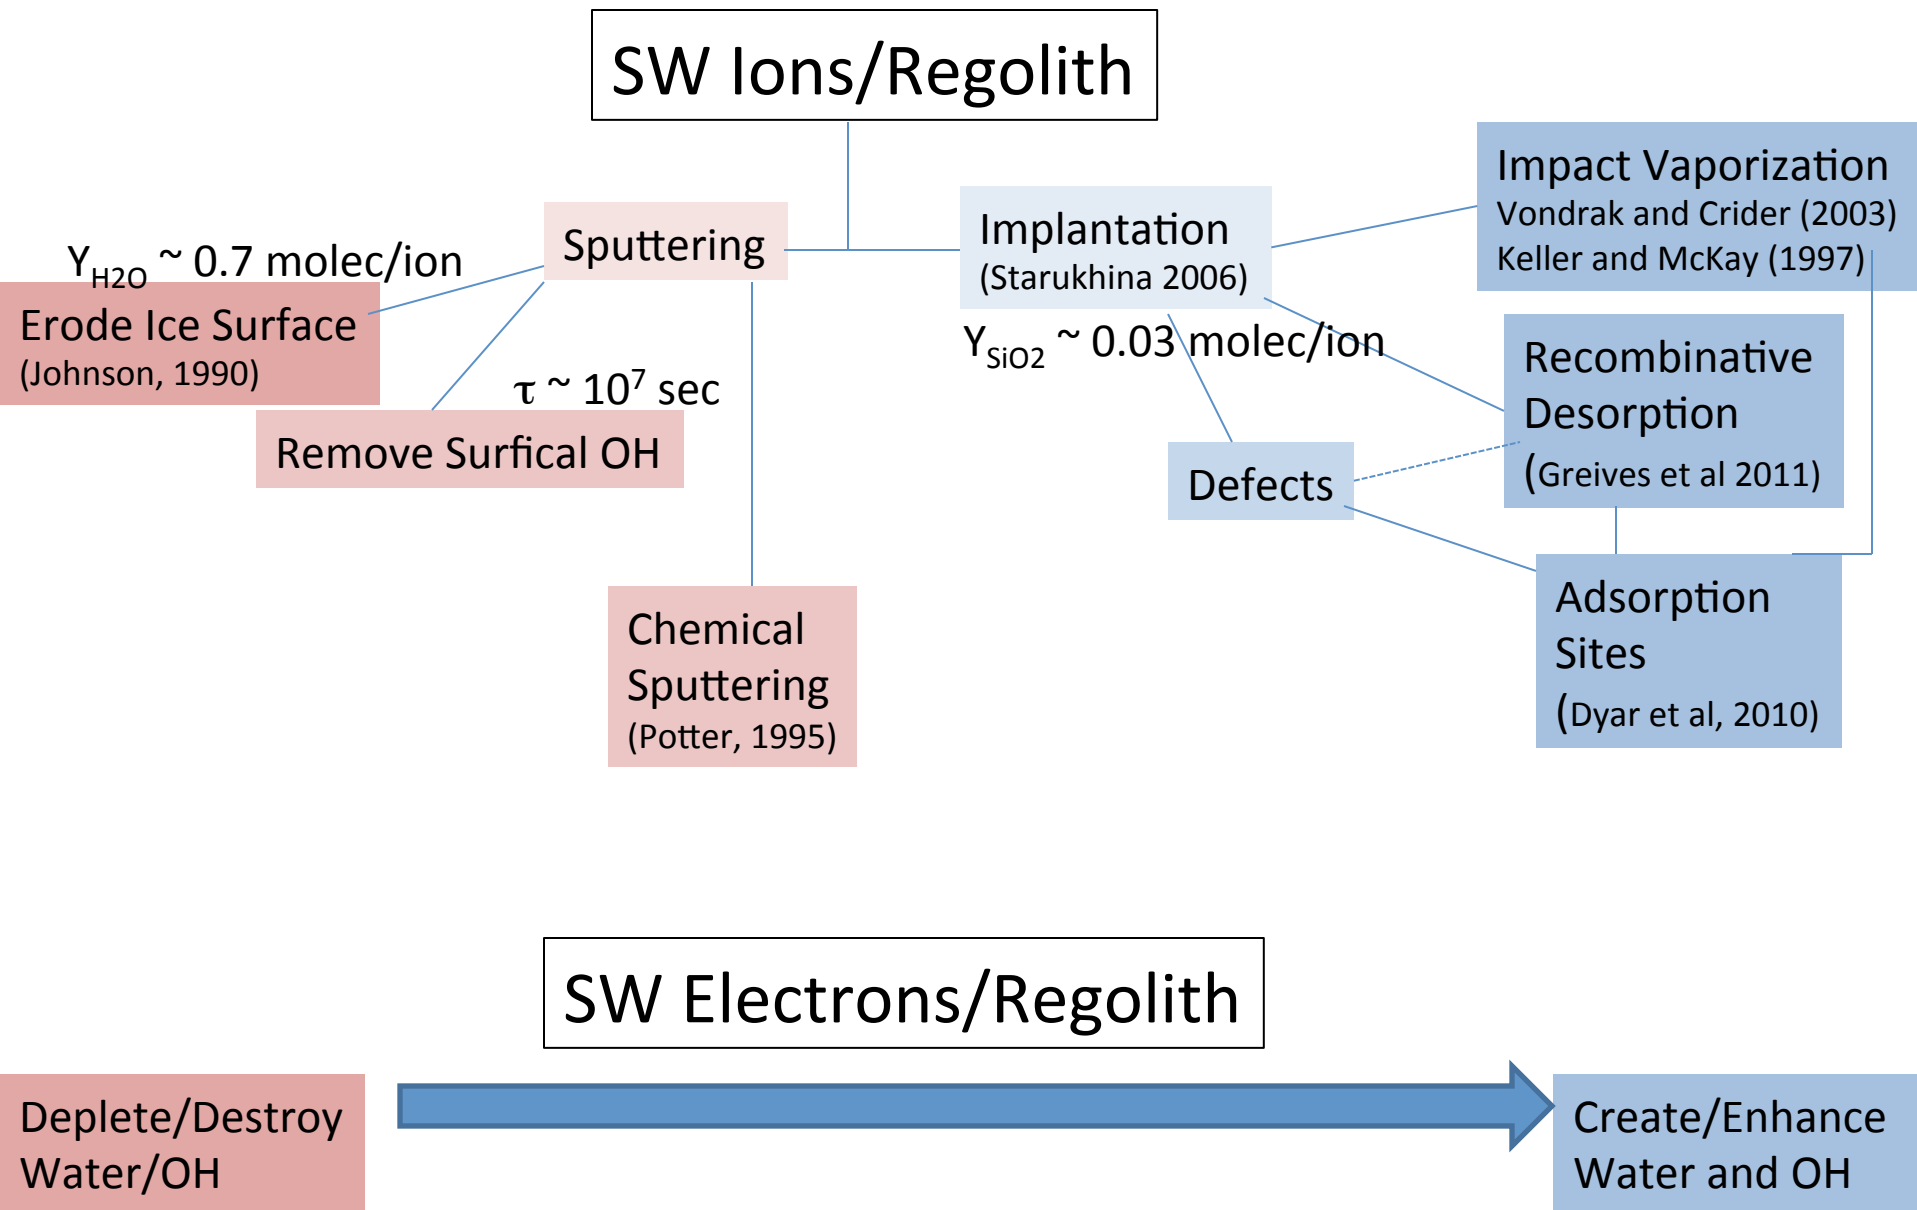 SW Ions/Regolith
Impact Vaporization
Vondrak and Crider (2003)
Keller and McKay (1997)
Implantation
(Starukhina 2006)
Sputtering
Y_H2O ~ 0.7 molec/ion
Erode Ice Surface
(Johnson, 1990)
Y_SiO2 ~ 0.03 molec/ion
τ ~ 10⁷ sec
Remove Surfical OH
Recombinative
Desorption
(Greives et al 2011)
Defects
Chemical
Sputtering
(Potter, 1995)
Adsorption
Sites
(Dyar et al, 2010)
SW Electrons/Regolith
Deplete/Destroy
Water/OH
Create/Enhance
Water and OH